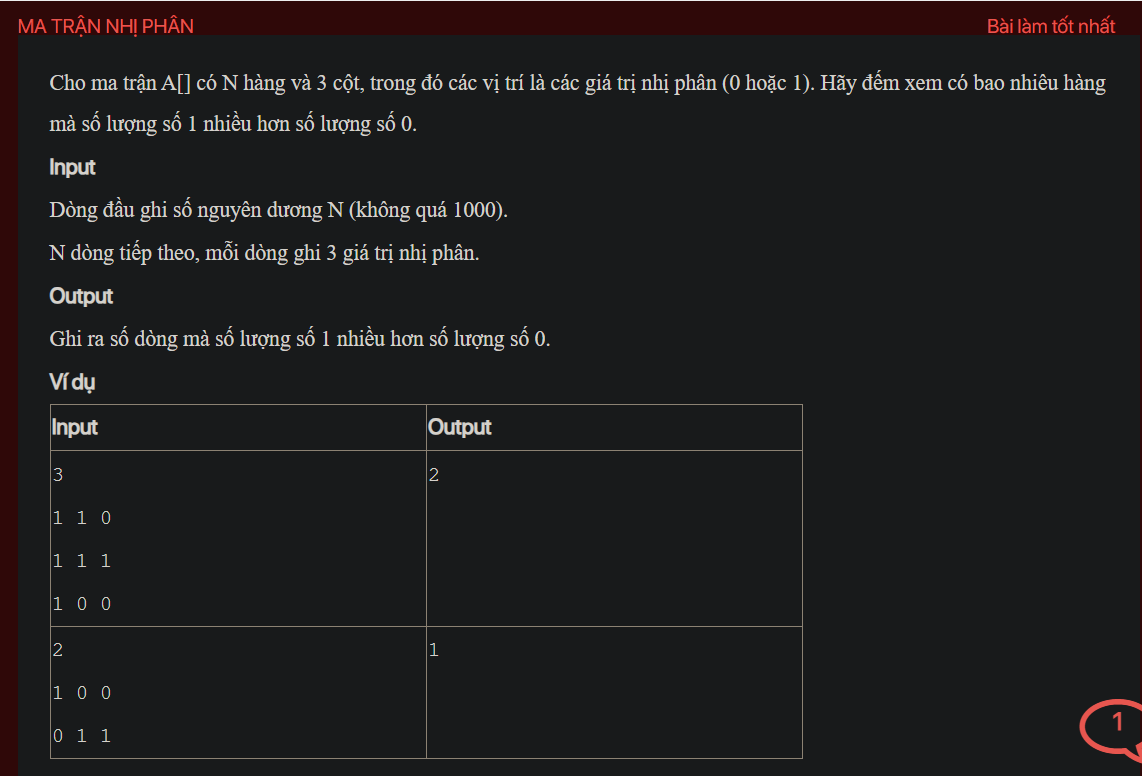 MA TRẬN NHỊ PHÂN
Bài làm tốt nhất
Cho ma trận A[] có N hàng và 3 cột, trong đó các vị trí là các giá trị nhị phân (0 hoặc 1). Hãy đếm xem có bao nhiêu hàng
mà số lượng số 1 nhiều hơn số lượng số 0.
Input
Dòng đầu ghi số nguyên dương N (không quá 1000).
N dòng tiếp theo, mỗi dòng ghi 3 giá trị nhị phân.
Output
Ghi ra số dòng mà số lượng số 1 nhiều hơn số lượng số 0.
Ví dụ
Input Output
3 2
1 1 0
1 1 1
1 0 0
2 1
1 0 0
0 1 1
1